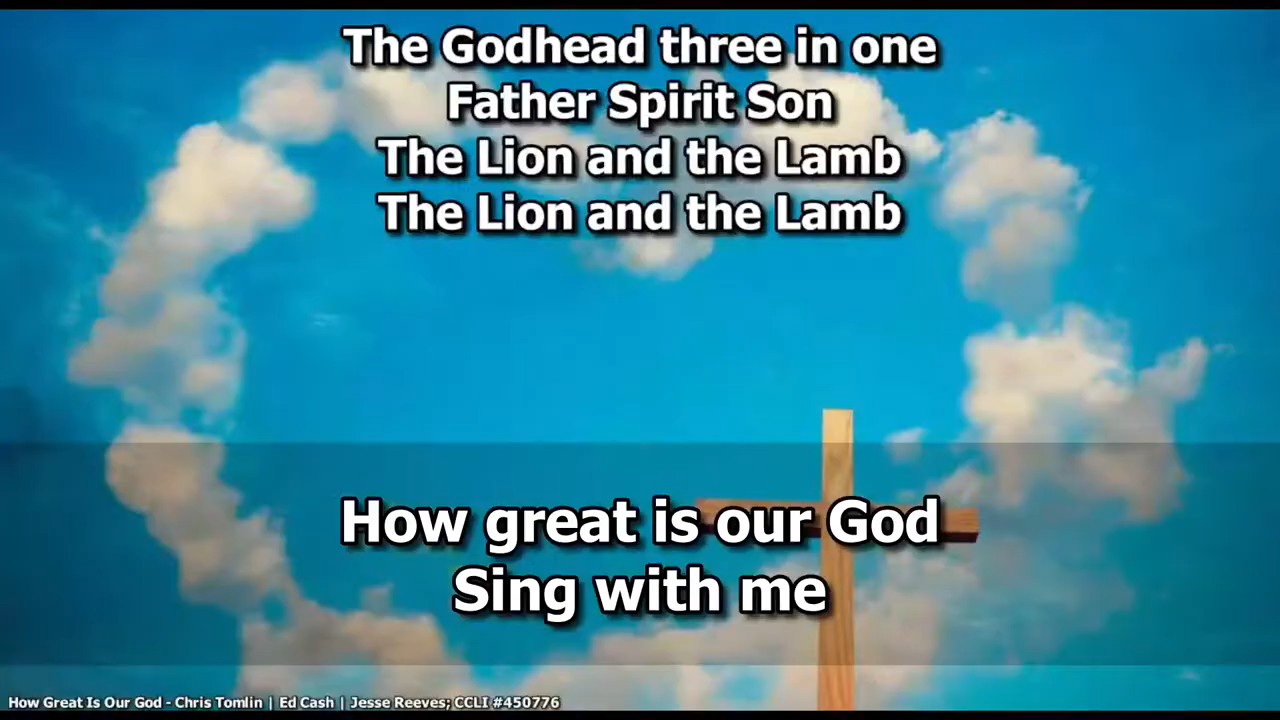 The Godhead three in one
Father Spirit Son
The Lion and the Lamb
The Lion and the Lamb
How great is our God
Sing with me
How Great Is Our God - Chris Tomlin | Ed Cash | Jesse Reeves; CCLI #450776